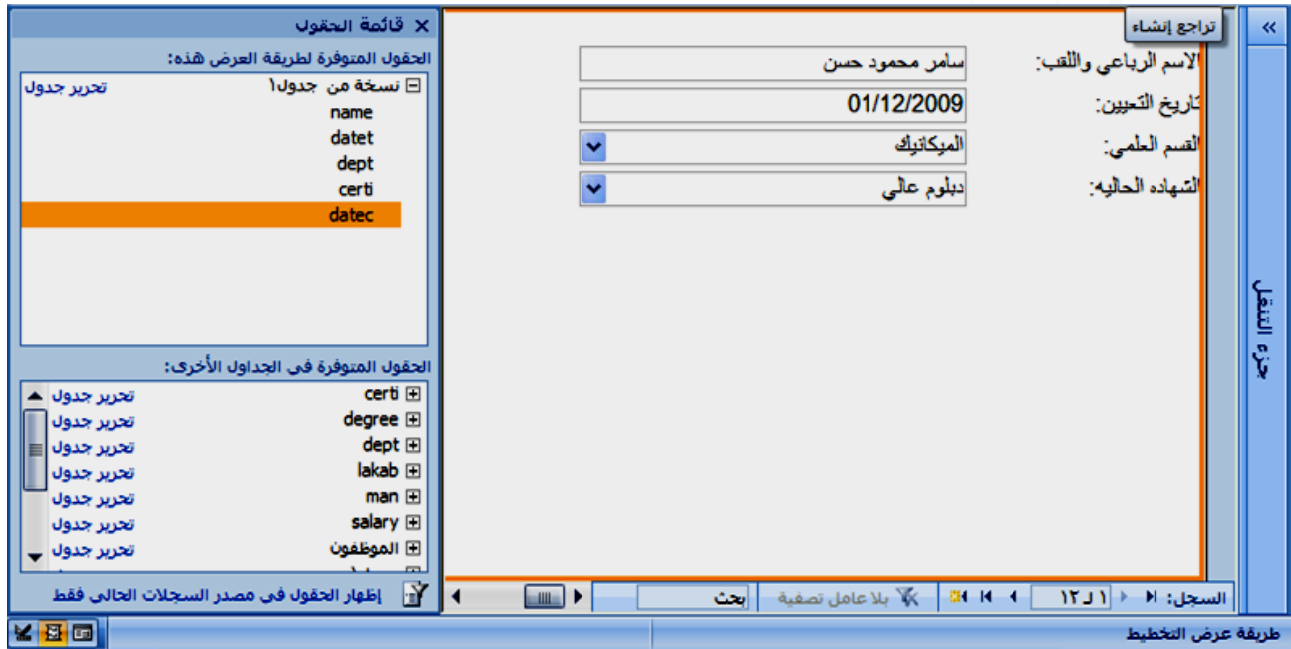 قائمة الحقول
الحقول المتوفرة لطريقة العرض هذه:
نسخة من جدول١ تحرير جدول
name
datet
dept
certi
datec
الحقول المتوفرة في الجداول الأخرى:
certi تحرير جدول
degree تحرير جدول
dept تحرير جدول
lakab تحرير جدول
man تحرير جدول
salary تحرير جدول
الموظفون تحرير جدول
إظهار الحقول في مصدر السجلات الحالي فقط
تراجع إنشاء
الاسم الرباعي واللقب: سامر محمود حسن
تاريخ التعيين: 01/12/2009
القسم العلمي: الميكانيك
الشهاده الحاليه: دبلوم عالي
جزء التنقل
السجل: ١ لـ ١٢ بلا عامل تصفية بحث
طريقة عرض التخطيط